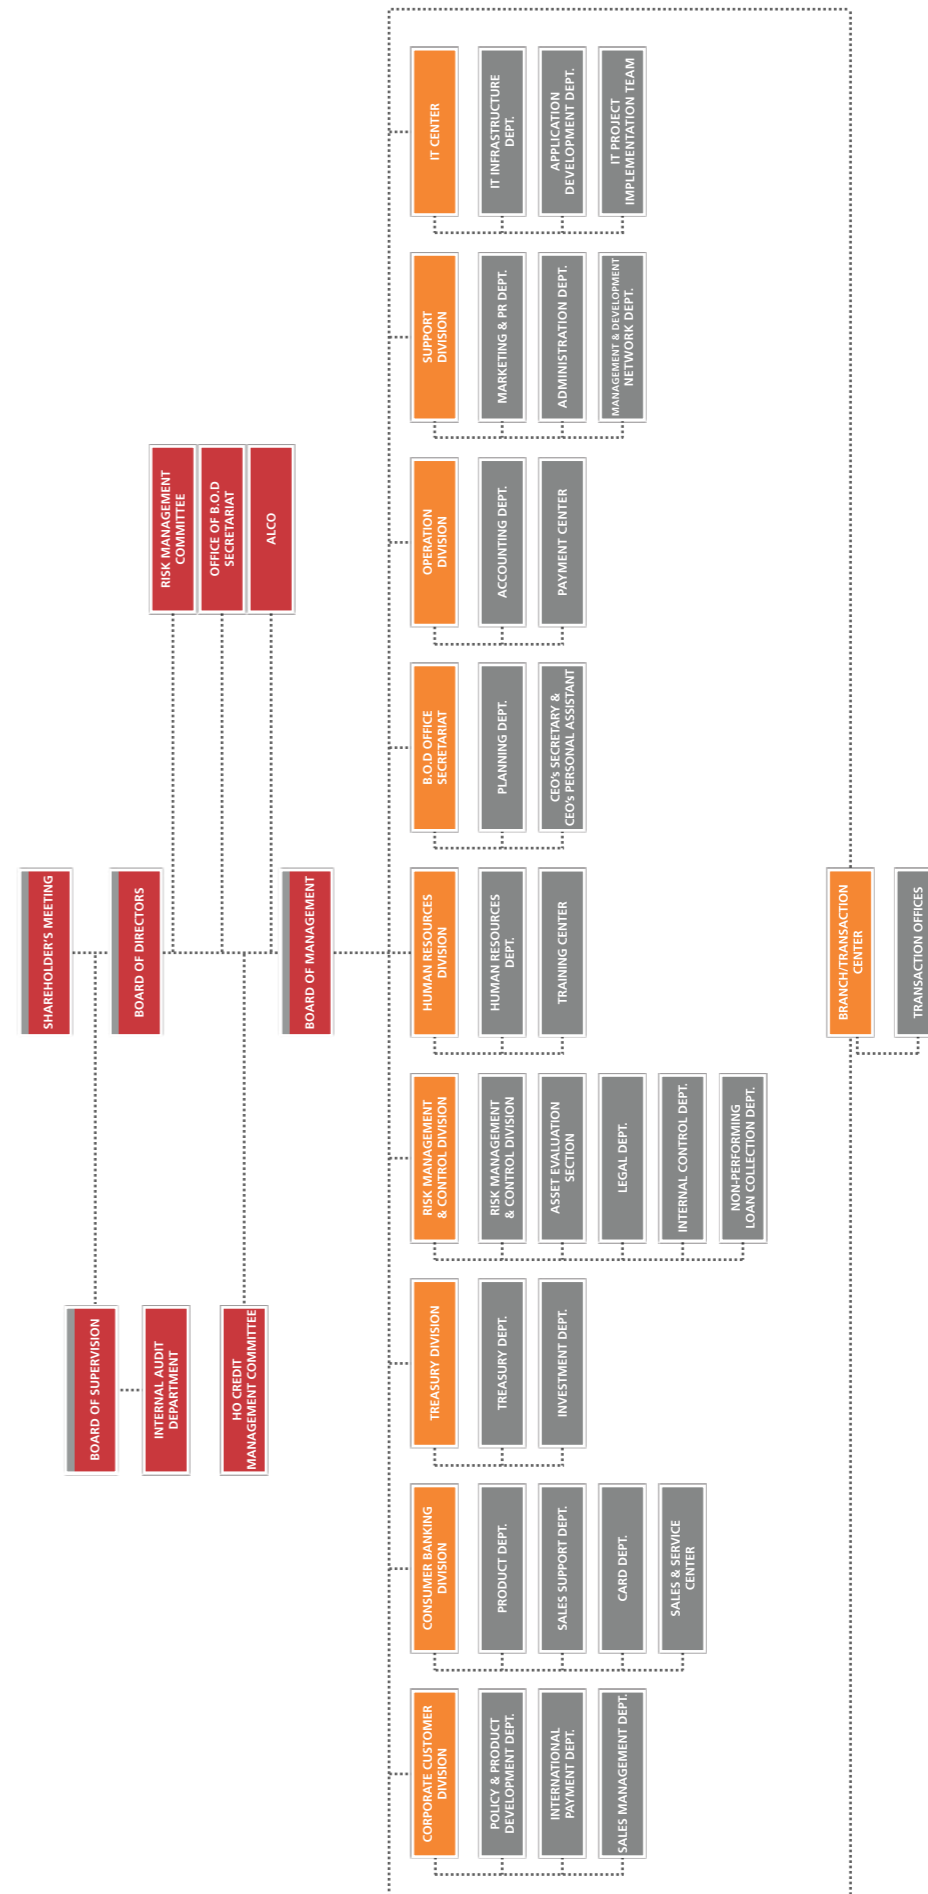 SHAREHOLDER'S MEETING
BOARD OF SUPERVISION
BOARD OF DIRECTORS
INTERNAL AUDIT
DEPARTMENT
RISK MANAGEMENT
COMMITTEE
OFFICE OF B.O.D
SECRETARIAT
ALCO
HO CREDIT
MANAGEMENT COMMITTEE
BOARD OF MANAGEMENT
CORPORATE CUSTOMER
DIVISION
POLICY & PRODUCT
DEVELOPMENT DEPT.
INTERNATIONAL
PAYMENT DEPT.
SALES MANAGEMENT DEPT.
CONSUMER BANKING
DIVISION
PRODUCT DEPT.
SALES SUPPORT DEPT.
CARD DEPT.
SALES & SERVICE
CENTER
TREASURY DIVISION
TREASURY DEPT.
INVESTMENT DEPT.
RISK MANAGEMENT
& CONTROL DIVISION
RISK MANAGEMENT
& CONTROL DIVISION
ASSET EVALUATION
SECTION
LEGAL DEPT.
INTERNAL CONTROL DEPT.
NON-PERFORMING
LOAN COLLECTION DEPT.
HUMAN RESOURCES
DIVISION
HUMAN RESOURCES
DEPT.
TRAINING CENTER
B.O.D OFFICE
SECRETARIAT
PLANNING DEPT.
CEO's SECRETARY &
CEO's PERSONAL ASSISTANT
OPERATION
DIVISION
ACCOUNTING DEPT.
PAYMENT CENTER
SUPPORT
DIVISION
MARKETING & PR DEPT.
ADMINISTRATION DEPT.
MANAGEMENT & DEVELOPMENT
NETWORK DEPT.
IT CENTER
IT INFRASTRUCTURE
DEPT.
APPLICATION
DEVELOPMENT DEPT.
IT PROJECT
IMPLEMENTATION TEAM
BRANCH/TRANSACTION
CENTER
TRANSACTION OFFICES